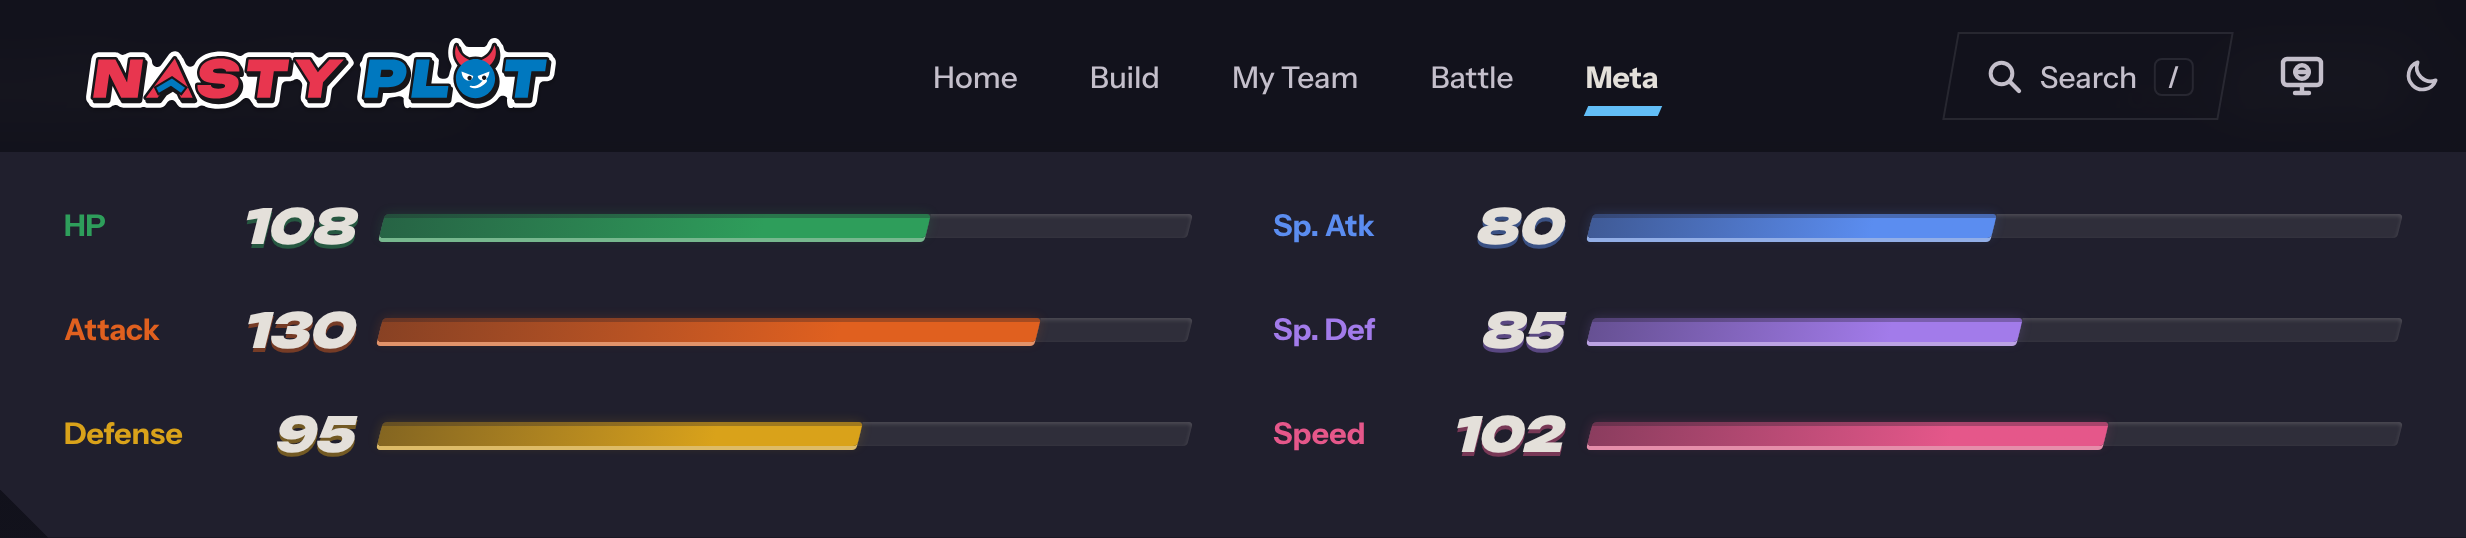 NASTY PLOT Home Build My Team Battle Meta Search /
HP 108 Sp. Atk 80
Attack 130 Sp. Def 85
Defense 95 Speed 102